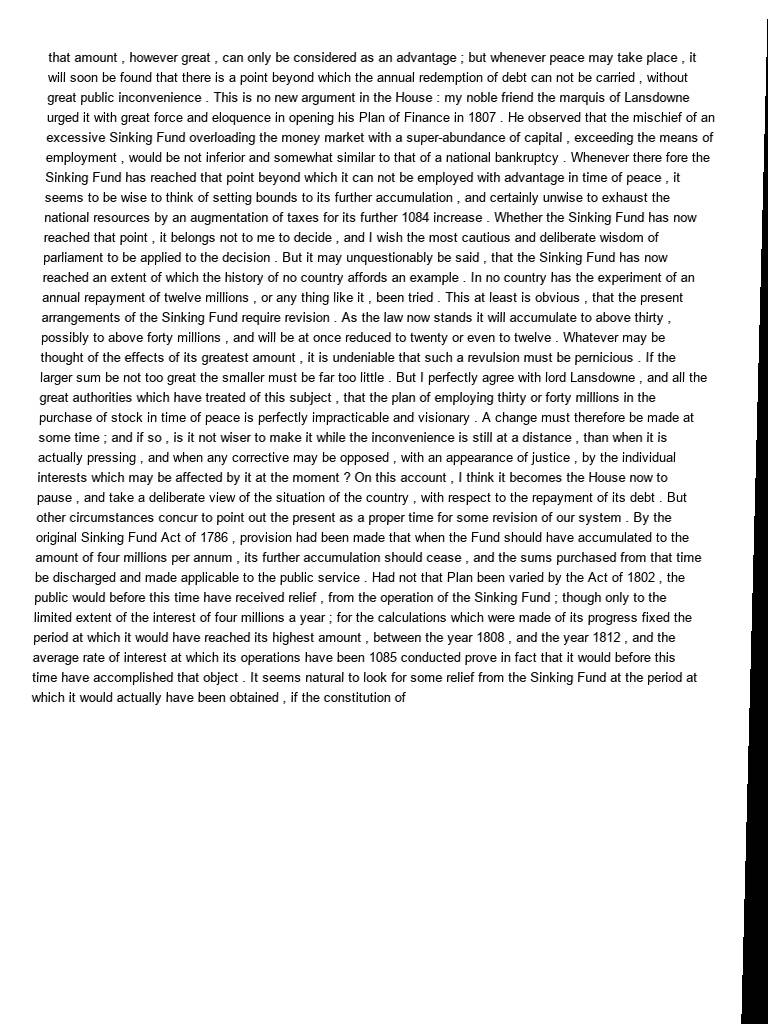 that amount , however great , can only be considered as an advantage ; but whenever peace may take place , it
will soon be found that there is a point beyond which the annual redemption of debt can not be carried , without
great public inconvenience . This is no new argument in the House : my noble friend the marquis of Lansdowne
urged it with great force and eloquence in opening his Plan of Finance in 1807 . He observed that the mischief of an
excessive Sinking Fund overloading the money market with a super-abundance of capital , exceeding the means of
employment , would be not inferior and somewhat similar to that of a national bankruptcy . Whenever there fore the
Sinking Fund has reached that point beyond which it can not be employed with advantage in time of peace , it
seems to be wise to think of setting bounds to its further accumulation , and certainly unwise to exhaust the
national resources by an augmentation of taxes for its further 1084 increase . Whether the Sinking Fund has now
reached that point , it belongs not to me to decide , and I wish the most cautious and deliberate wisdom of
parliament to be applied to the decision . But it may unquestionably be said , that the Sinking Fund has now
reached an extent of which the history of no country affords an example . In no country has the experiment of an
annual repayment of twelve millions , or any thing like it , been tried . This at least is obvious , that the present
arrangements of the Sinking Fund require revision . As the law now stands it will accumulate to above thirty ,
possibly to above forty millions , and will be at once reduced to twenty or even to twelve . Whatever may be
thought of the effects of its greatest amount , it is undeniable that such a revulsion must be pernicious . If the
larger sum be not too great the smaller must be far too little . But I perfectly agree with lord Lansdowne , and all the
great authorities which have treated of this subject , that the plan of employing thirty or forty millions in the
purchase of stock in time of peace is perfectly impracticable and visionary . A change must therefore be made at
some time ; and if so , is it not wiser to make it while the inconvenience is still at a distance , than when it is
actually pressing , and when any corrective may be opposed , with an appearance of justice , by the individual
interests which may be affected by it at the moment ? On this account , I think it becomes the House now to
pause , and take a deliberate view of the situation of the country , with respect to the repayment of its debt . But
other circumstances concur to point out the present as a proper time for some revision of our system . By the
original Sinking Fund Act of 1786 , provision had been made that when the Fund should have accumulated to the
amount of four millions per annum , its further accumulation should cease , and the sums purchased from that time
be discharged and made applicable to the public service . Had not that Plan been varied by the Act of 1802 , the
public would before this time have received relief , from the operation of the Sinking Fund ; though only to the
limited extent of the interest of four millions a year ; for the calculations which were made of its progress fixed the
period at which it would have reached its highest amount , between the year 1808 , and the year 1812 , and the
average rate of interest at which its operations have been 1085 conducted prove in fact that it would before this
time have accomplished that object . It seems natural to look for some relief from the Sinking Fund at the period at
which it would actually have been obtained , if the constitution of